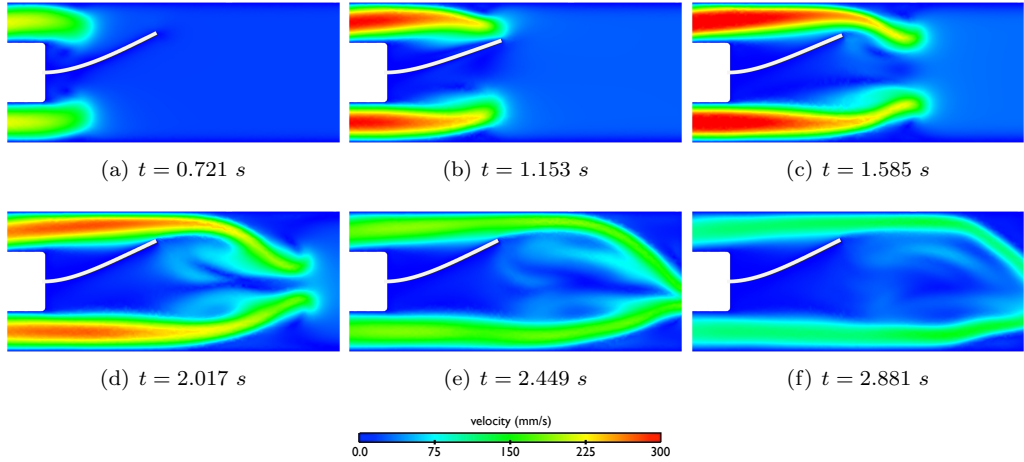 (a) t = 0.721 s
(b) t = 1.153 s
(c) t = 1.585 s
(d) t = 2.017 s
(e) t = 2.449 s
(f) t = 2.881 s
velocity (mm/s)
0.0 75 150 225 300